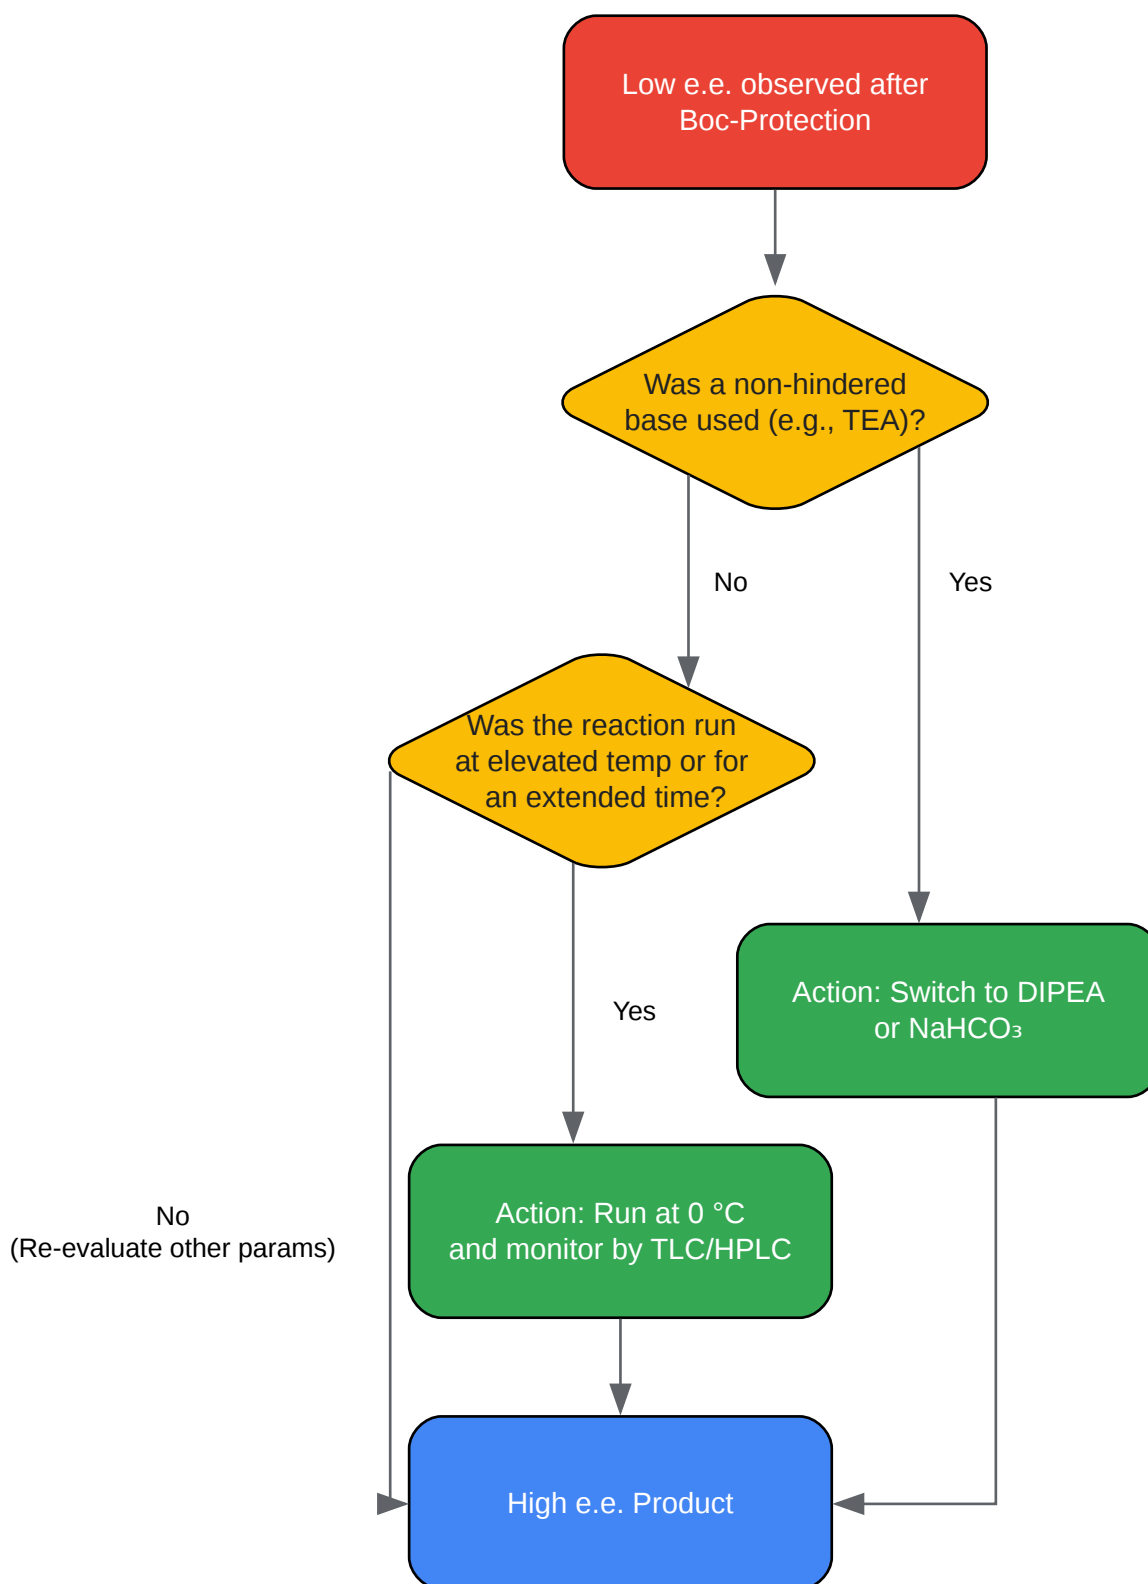 Low e.e. observed after
Boc-Protection
Was a non-hindered
base used (e.g., TEA)?
No
Yes
Was the reaction run
at elevated temp or for
an extended time?
Action: Switch to DIPEA
or NaHCO₃
Yes
Action: Run at 0 °C
and monitor by TLC/HPLC
No
(Re-evaluate other params)
High e.e. Product